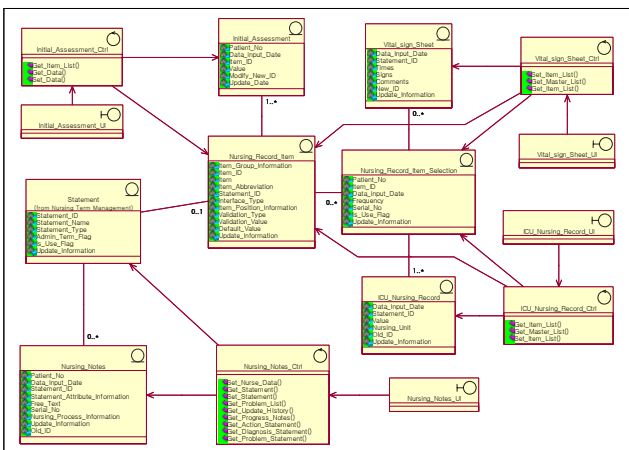 Initial_Assessment_Ctrl
Get_Item_List()
Get_Data()
Set_Data()
Initial_Assessment_UI
Initial_Assessment
Patient_No
Data_Input_Date
Item_ID
Value
Modify_New_ID
Update_Date
1..*
Vital_sign_Sheet
Data_Input_Date
Statement_ID
Times
Signs
Comments
New_ID
Update_Information
0..*
Vital_sign_Sheet_Ctrl
Set_Item_List()
Get_Master_List()
Get_Item_List()
Vital_sign_Sheet_UI
Nursing_Record_Item
Item_Group_Information
Item_ID
Item
Item_Abbreviation
Statement_ID
Interface_Type
Item_Position_Information
Validation_Type
Validation_Value
Default_Value
Update_Information
0..1
0..*
Nursing_Record_Item_Selection
Patient_No
Item_ID
Data_input_Date
Frequency
Serial_No
Is_Use_Flag
Update_Information
1..*
Statement
(from Nursing Term Management)
Statement_ID
Statement_Name
Statement_Type
Admin_Term_Flag
Is_Use_Flag
Update_Information
0..*
ICU_Nursing_Record_UI
ICU_Nursing_Record
Data_Input_Date
Statement_ID
Value
Nursing_Unit
Old_ID
Update_Information
ICU_Nursing_Record_Ctrl
Get_Item_List()
Get_Master_List()
Set_Item_List()
Nursing_Notes
Patient_No
Data_Input_Date
Statement_ID
Statement_Attribute_Information
Free_Text
Serial_No
Nursing_Process_Information
Update_Information
Old_ID
Nursing_Notes_Ctrl
Get_Nurse_Data()
Get_Statement()
Set_Statement()
Get_Problem_List()
Get_Update_History()
Get_Progress_Notes()
Get_Action_Statement()
Get_Diagnosis_Statement()
Get_Problem_Statement()
Nursing_Notes_UI